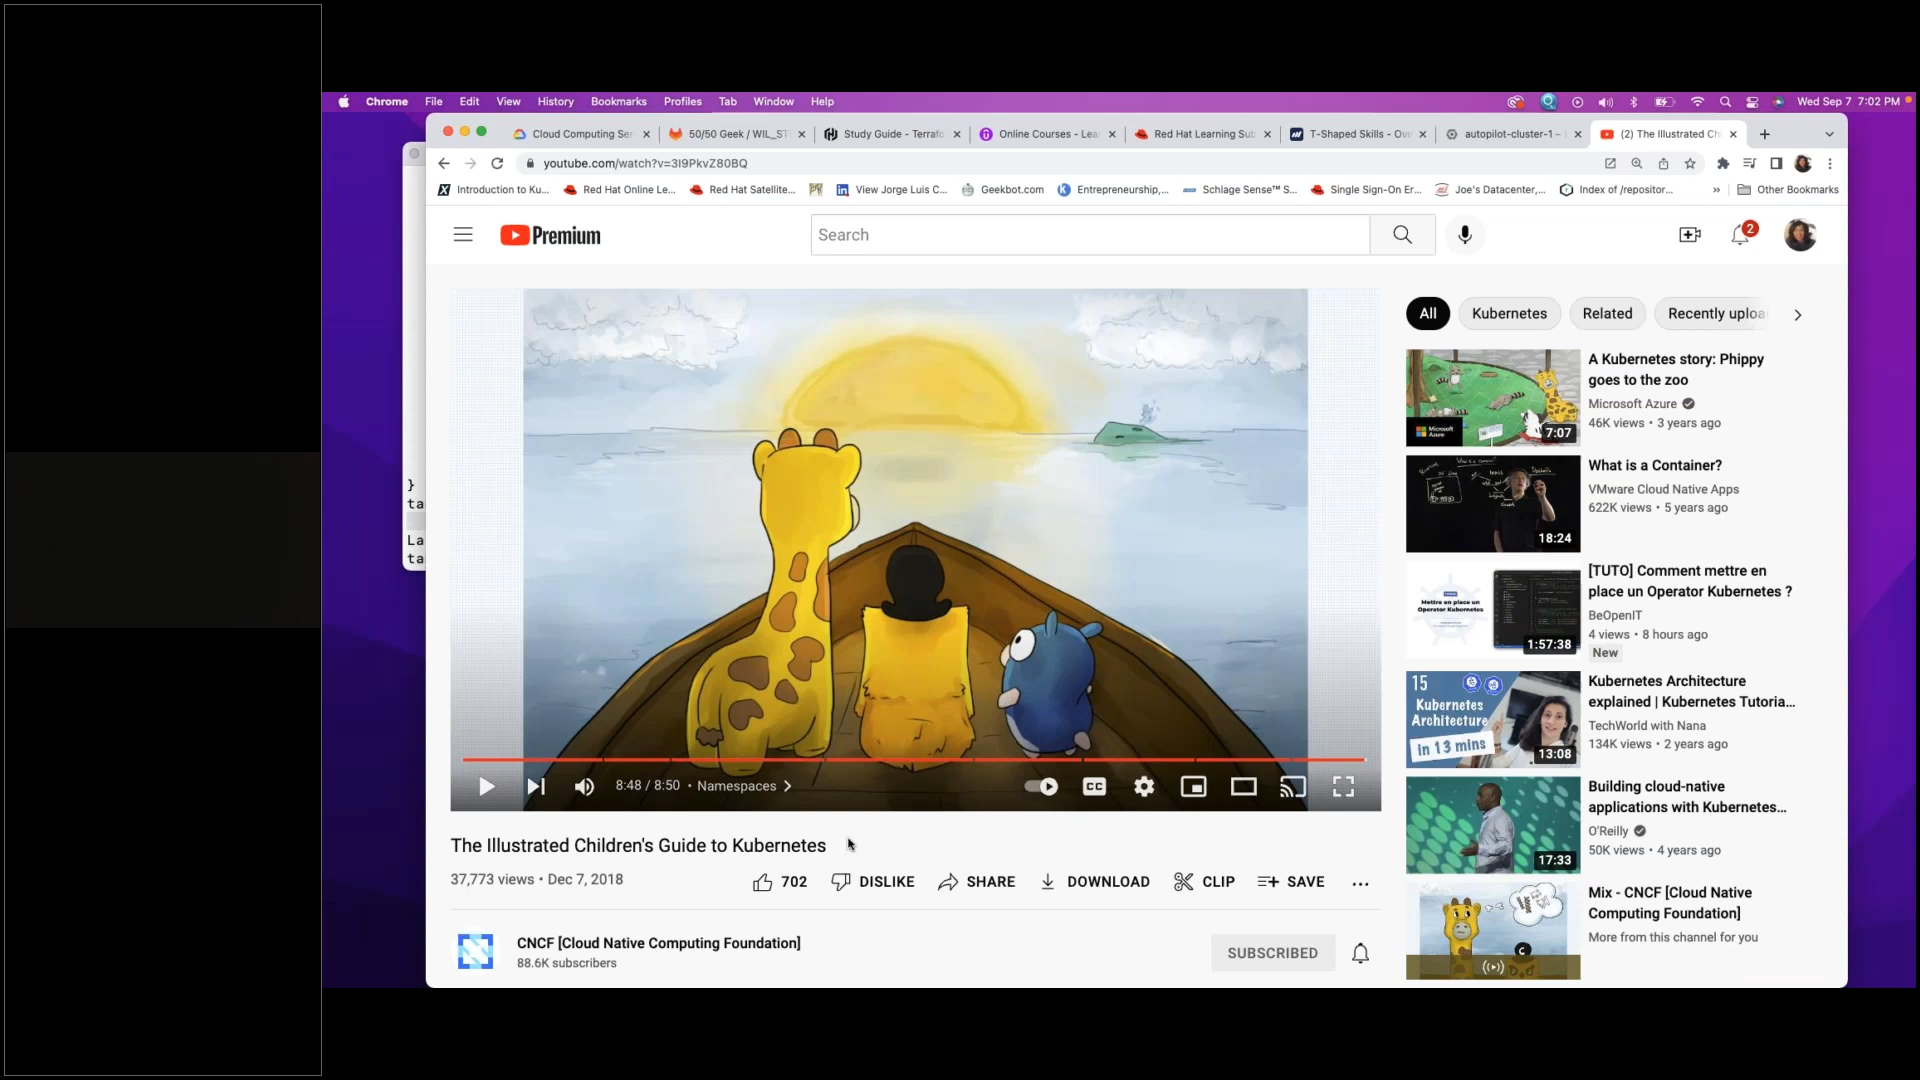 Chrome File Edit View History Bookmarks Profiles Tab Window Help Wed Sep 7 7:02 PM
Cloud Computing Ser 50/50 Geek / WIL_ST Study Guide - Terrafo Online Courses - Lear Red Hat Learning Sub T-Shaped Skills - Ov autopilot-cluster-1 – (2) The Illustrated Ch
youtube.com/watch?v=3I9PkvZ80BQ
Introduction to Ku... Red Hat Online Le... Red Hat Satellite... View Jorge Luis C... Geekbot.com Entrepreneurship,... Schlage Sense™ S... Single Sign-On Er... Joe's Datacenter,... Index of /repositor... » Other Bookmarks
Premium
Search
2
All Kubernetes Related Recently uploa
}
ta
La
ta
A Kubernetes story: Phippy
goes to the zoo
Microsoft Azure
46K views • 3 years ago
Microsoft
Azure
7:07
What is a Container?
VMware Cloud Native Apps
622K views • 5 years ago
18:24
[TUTO] Comment mettre en
place un Operator Kubernetes ?
BeOpenIT
4 views • 8 hours ago
New
Mettre en place un
Operator Kubernetes
1:57:38
Kubernetes Architecture
explained | Kubernetes Tutoria...
TechWorld with Nana
134K views • 2 years ago
15
Kubernetes
Architecture
in 13 mins
13:08
Building cloud-native
applications with Kubernetes...
O'Reilly
50K views • 4 years ago
17:33
Mix - CNCF [Cloud Native
Computing Foundation]
More from this channel for you
8:48 / 8:50 • Namespaces
CC
The Illustrated Children's Guide to Kubernetes
37,773 views • Dec 7, 2018
702 DISLIKE SHARE DOWNLOAD CLIP SAVE ...
CNCF [Cloud Native Computing Foundation]
88.6K subscribers
SUBSCRIBED